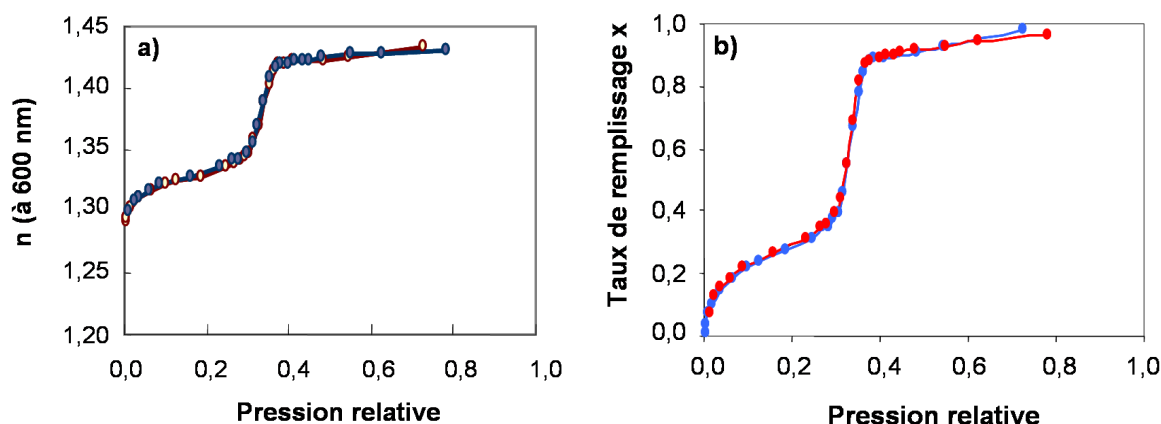 a)
n (à 600 nm)
1,45
1,40
1,35
1,30
1,25
1,20
0,0 0,2 0,4 0,6 0,8 1,0
Pression relative
b)
Taux de remplissage x
1,0
0,8
0,6
0,4
0,2
0,0
0,0 0,2 0,4 0,6 0,8 1,0
Pression relative